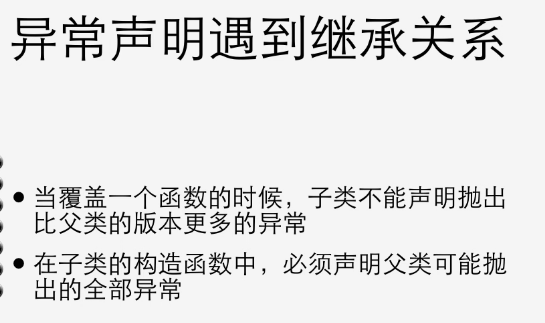 异常声明遇到继承关系
• 当覆盖一个函数的时候，子类不能声明抛出
比父类的版本更多的异常
• 在子类的构造函数中，必须声明父类可能抛
出的全部异常